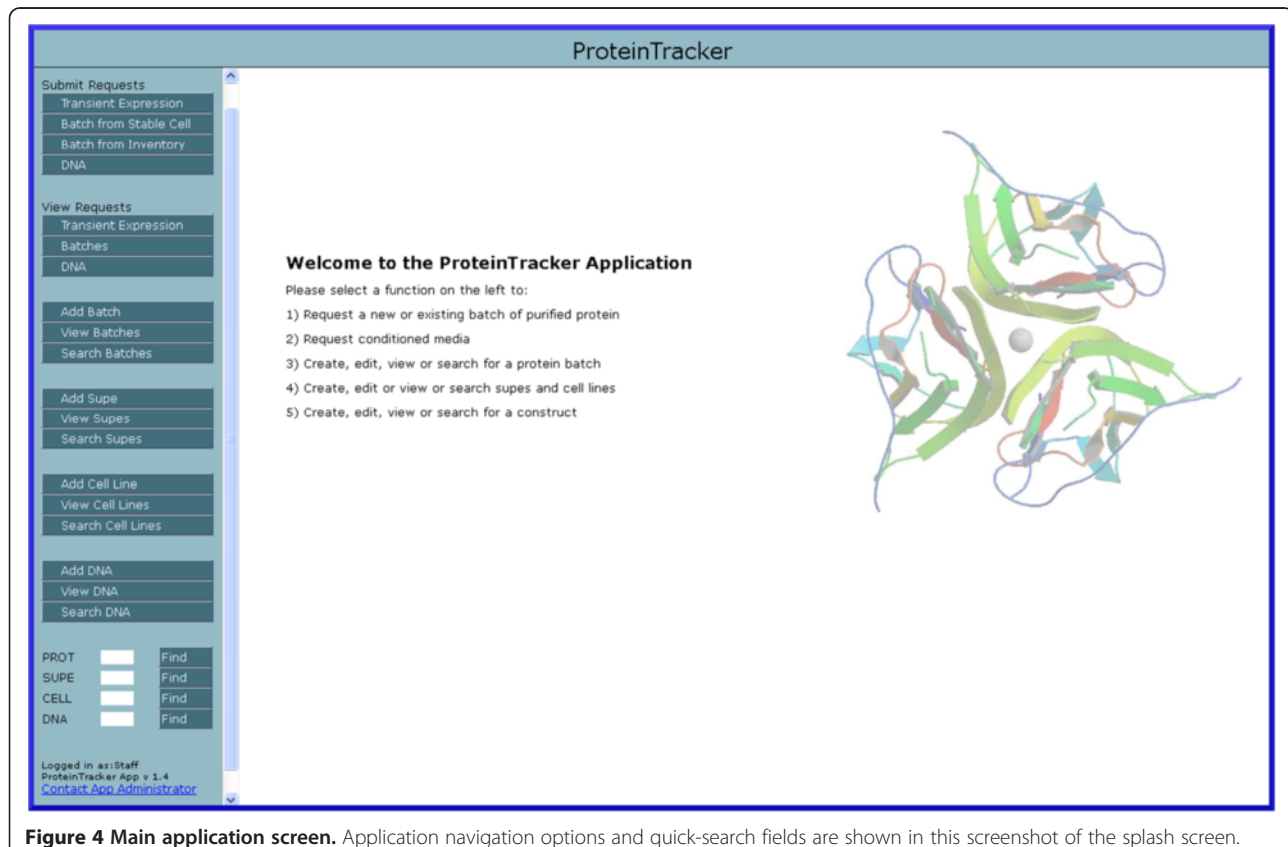 ProteinTracker
Submit Requests
Transient Expression
Batch from Stable Cell
Batch from Inventory
DNA
View Requests
Transient Expression
Batches
DNA
Add Batch
View Batches
Search Batches
Add Supe
View Supes
Search Supes
Add Cell Line
View Cell Lines
Search Cell Lines
Add DNA
View DNA
Search DNA
PROT Find
SUPE Find
CELL Find
DNA Find
Logged in as:Staff
ProteinTracker App v 1.4
Contact App Administrator
Welcome to the ProteinTracker Application
Please select a function on the left to:
1) Request a new or existing batch of purified protein
2) Request conditioned media
3) Create, edit, view or search for a protein batch
4) Create, edit or view or search supes and cell lines
5) Create, edit, view or search for a construct
Figure 4 Main application screen. Application navigation options and quick-search fields are shown in this screenshot of the splash screen.